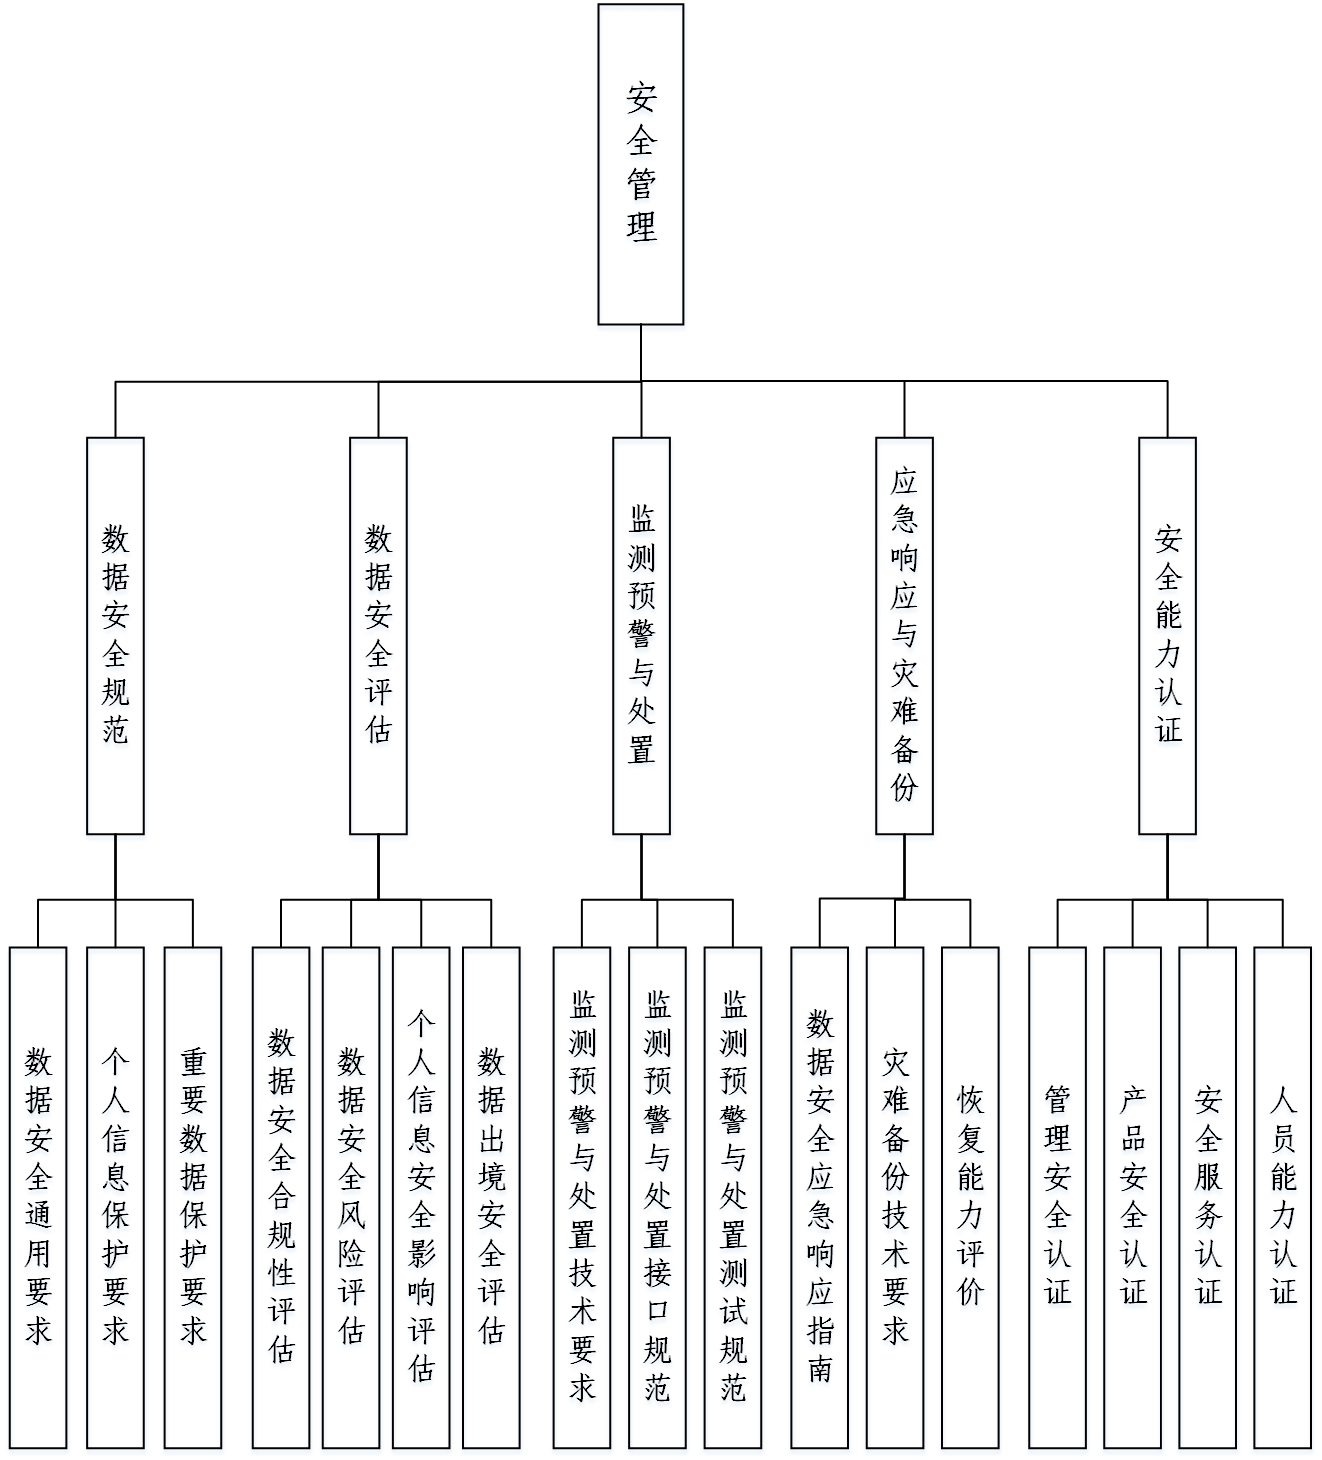 安全管理
数据安全规范
数据安全评估
监测预警与处置
应急响应与灾难备份
安全能力认证
数据安全通用要求
个人信息保护要求
重要数据保护要求
数据安全合规性评估
数据安全风险评估
个人信息安全影响评估
数据出境安全评估
监测预警与处置技术要求
监测预警与处置接口规范
监测预警与处置测试规范
数据安全应急响应指南
灾难备份技术要求
恢复能力评价
管理安全认证
产品安全认证
安全服务认证
人员能力认证